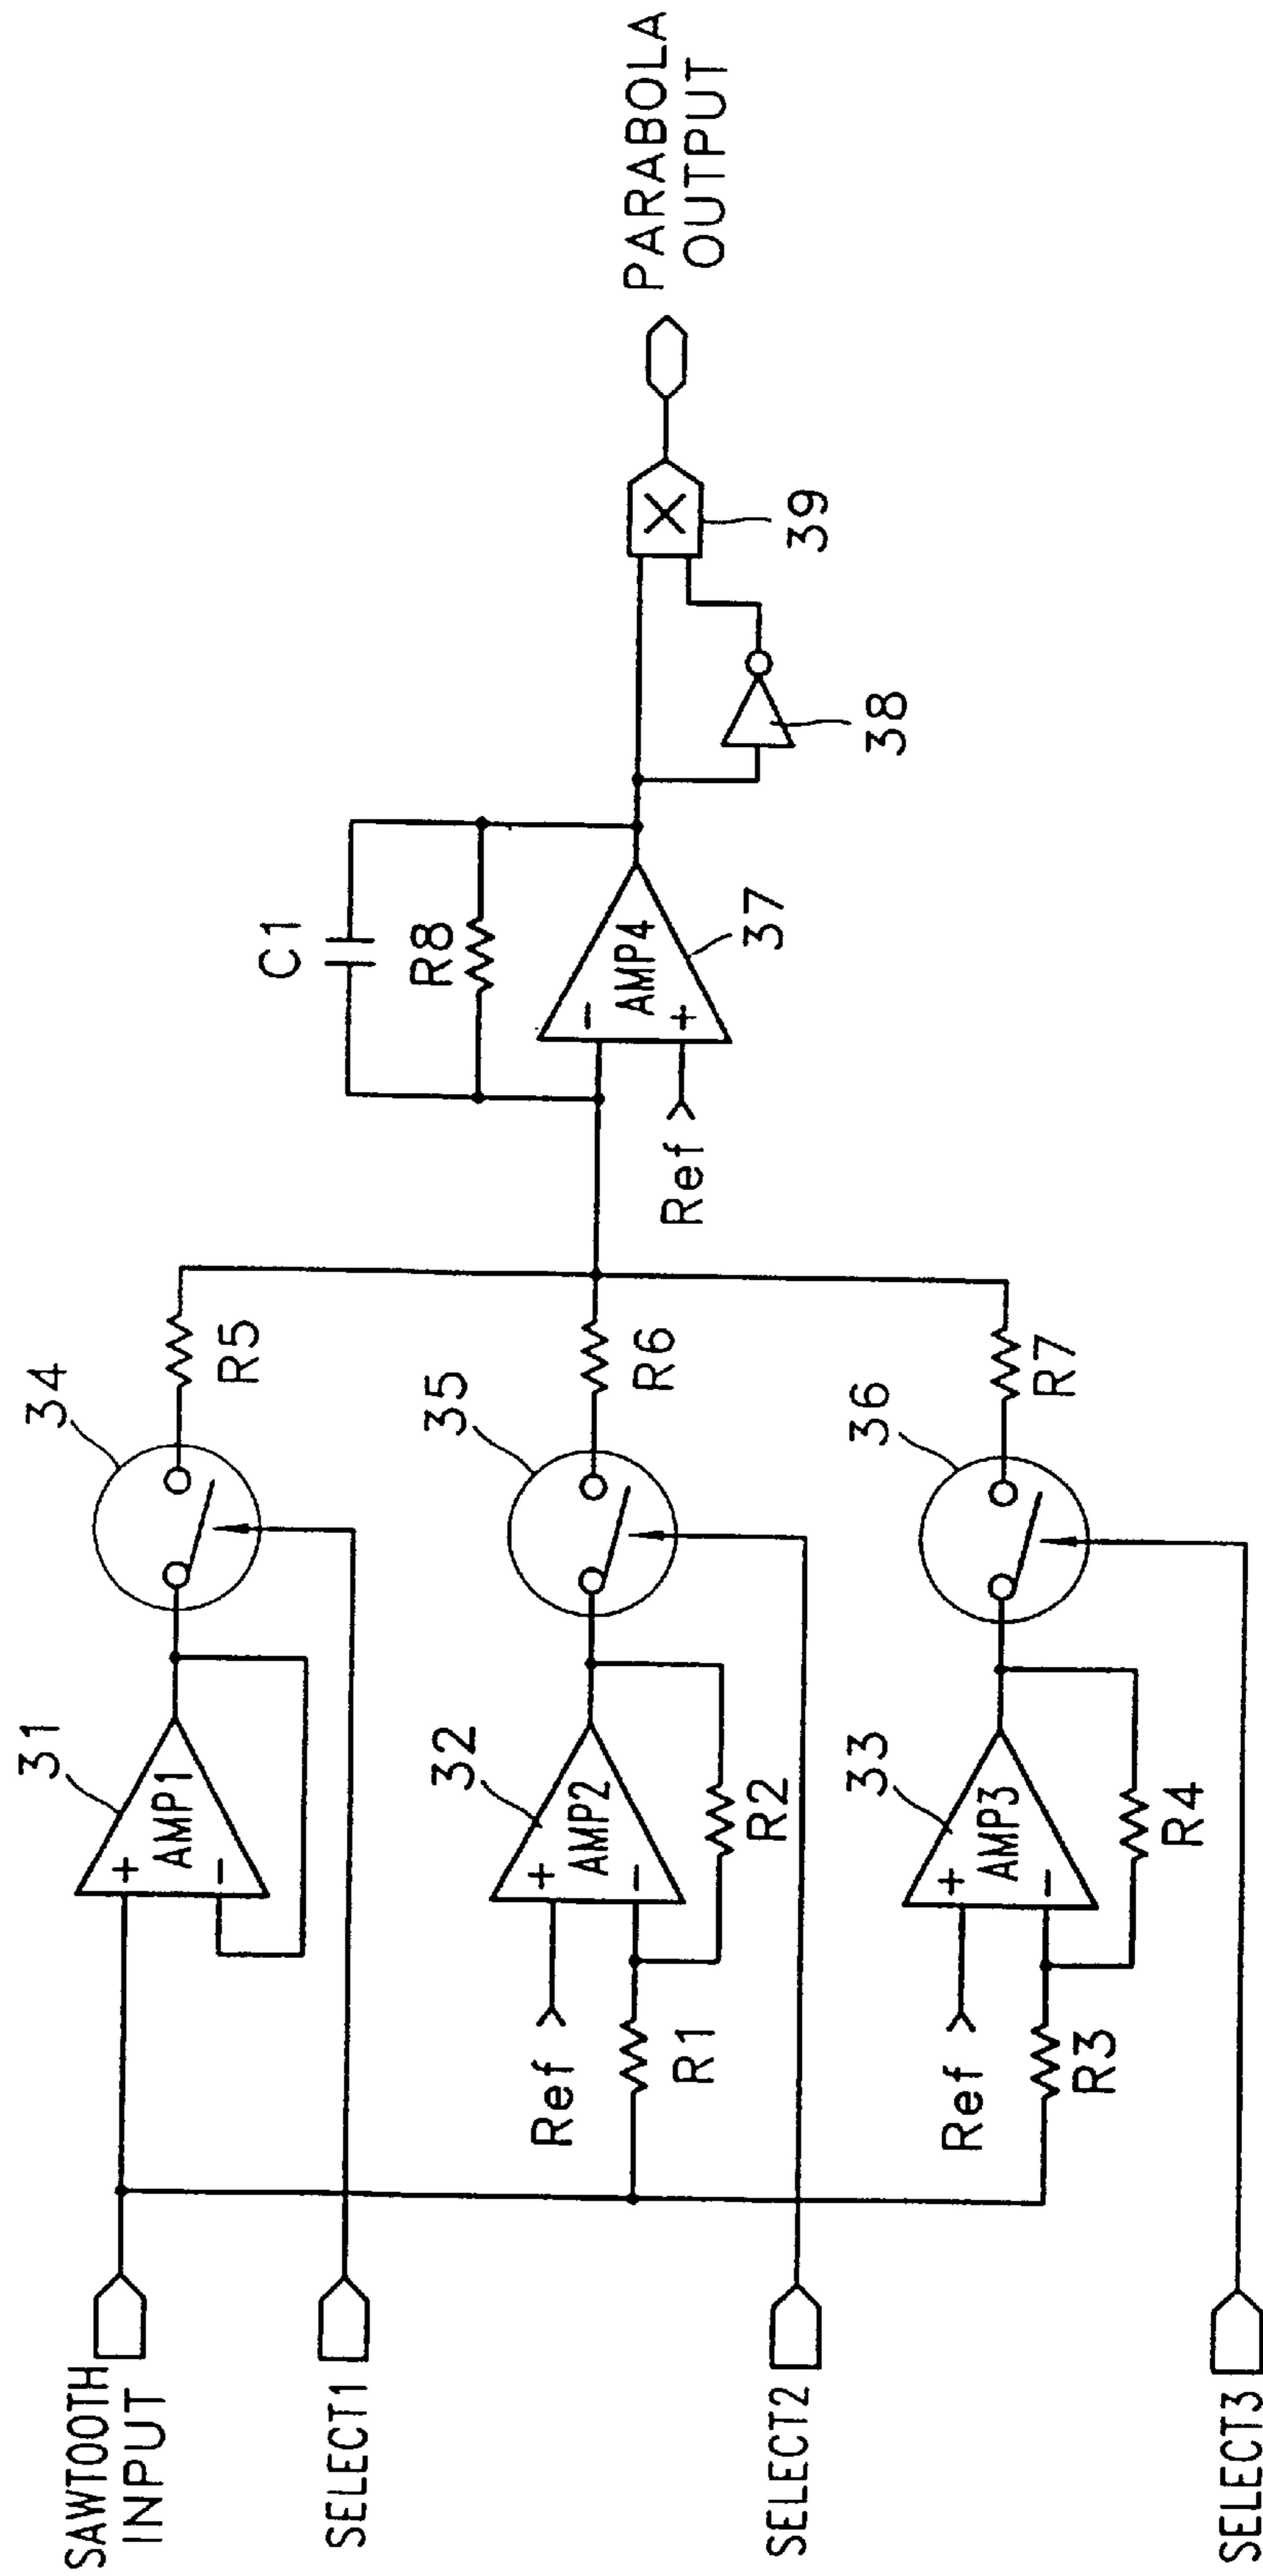 SAWTOOTH
INPUT
SELECT1
SELECT2
SELECT3
31
AMP1
+
−
34
R5
Ref
R1
32
AMP2
+
−
R2
35
R6
Ref
R3
33
AMP3
+
−
R4
36
R7
C1
R8
Ref
AMP4
−
+
37
38
39
X
PARABOLA
OUTPUT